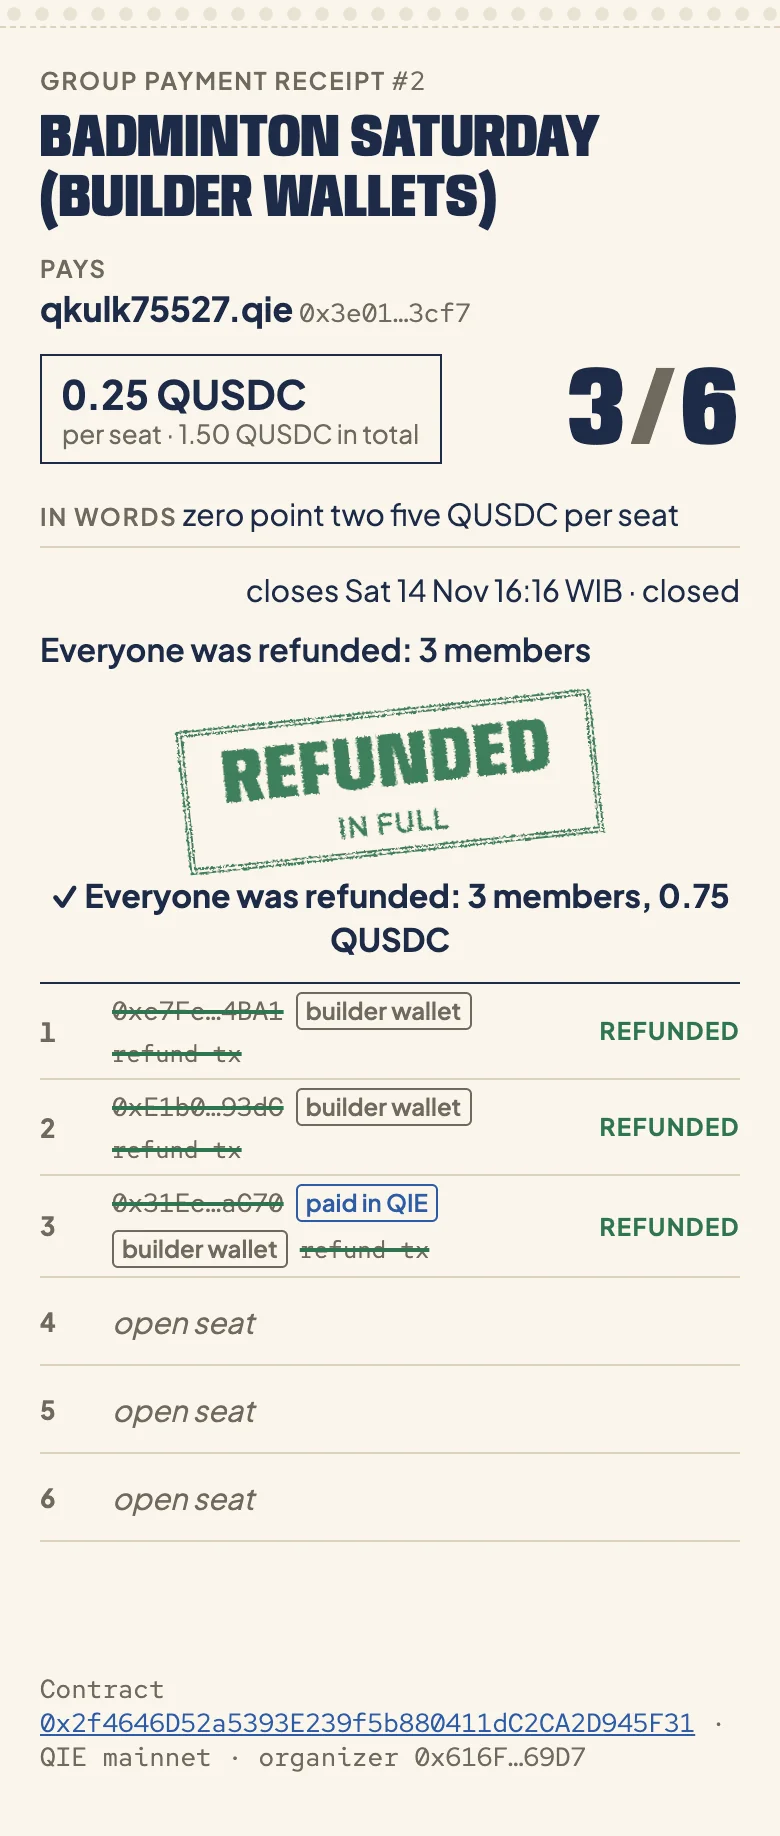 GROUP PAYMENT RECEIPT #2
BADMINTON SATURDAY
(BUILDER WALLETS)
PAYS
qkulk75527.qie 0x3e01…3cf7
0.25 QUSDC
per seat · 1.50 QUSDC in total
3/6
IN WORDS zero point two five QUSDC per seat
closes Sat 14 Nov 16:16 WIB · closed
Everyone was refunded: 3 members
REFUNDED
IN FULL
✓ Everyone was refunded: 3 members, 0.75
QUSDC
1 0xc7Fc…4BA1 builder wallet REFUNDED
refund tx
2 0xE1b0…93dC builder wallet REFUNDED
refund tx
3 0x31Ec…aC70 paid in QIE REFUNDED
builder wallet refund tx
4 open seat
5 open seat
6 open seat
Contract
0x2f4646D52a5393E239f5b880411dC2CA2D945F31 ·
QIE mainnet · organizer 0x616F…69D7